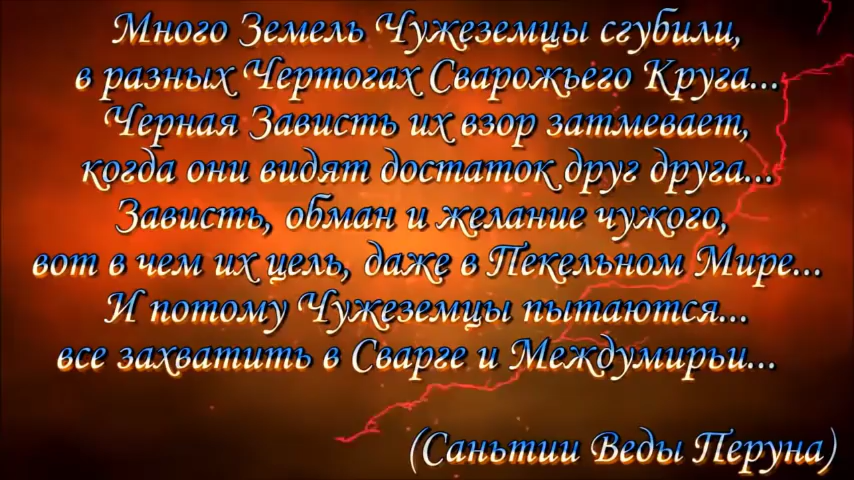 Много Земель Чужеземцы сгубили,
в разных Чертогах Сварожьего Круга...
Черная Зависть их взор затмевает,
когда они видят достаток друг друга...
Зависть, обман и желание чужого,
вот в чем их цель, даже в Пекельном Мире...
И потому Чужеземцы пытаются...
все захватить в Сварге и Междумирьи...
(Саньтии Веды Перуна)